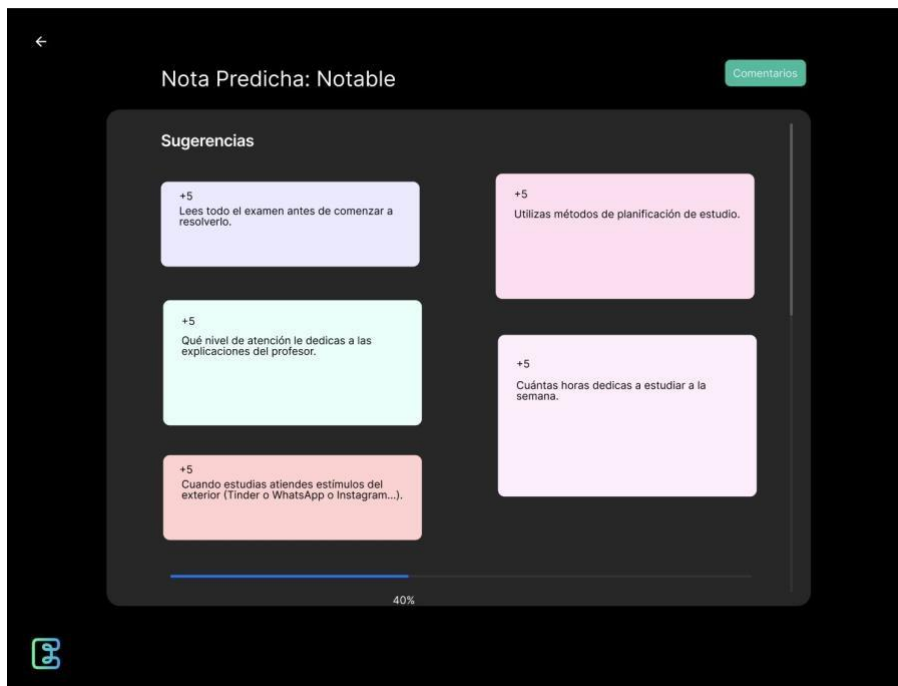 Nota Predicha: Notable
Comentarios
Sugerencias
+5
Lees todo el examen antes de comenzar a
resolverlo.
+5
Utilizas métodos de planificación de estudio.
+5
Qué nivel de atención le dedicas a las
explicaciones del profesor.
+5
Cuántas horas dedicas a estudiar a la
semana.
+5
Cuando estudias atiendes estímulos del
exterior (Tinder o WhatsApp o Instagram...).
40%